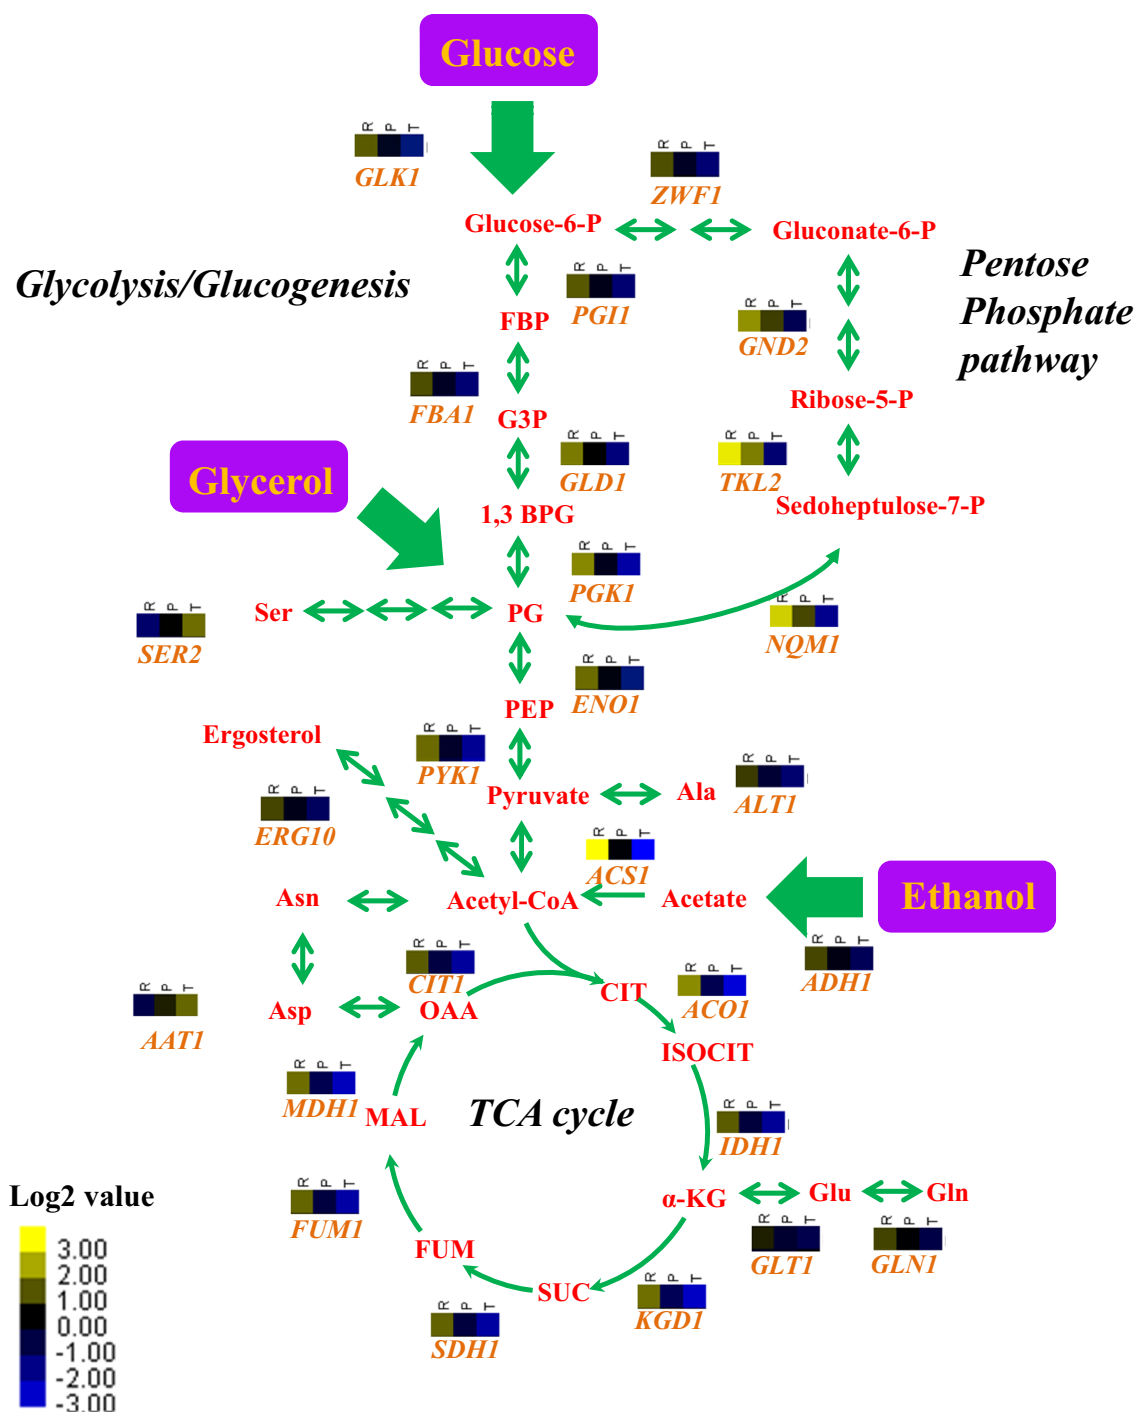 Glucose
R P T
GLK1
R P T
ZWF1
Glucose-6-P
Gluconate-6-P
Glycolysis/Glucogenesis
Pentose
Phosphate
pathway
R P T
PGI1
FBP
R P T
GND2
R P T
FBA1
G3P
Ribose-5-P
R P T
GLD1
R P T
TKL2
Glycerol
1,3 BPG
Sedoheptulose-7-P
R P T
PGK1
Ser
PG
R P T
SER2
R P T
NQM1
R P T
ENO1
PEP
Ergosterol
R P T
PYK1
Pyruvate
Ala
R P T
ALT1
R P T
ERG10
R P T
ACS1
Asn
Acetyl-CoA
Acetate
Ethanol
R P T
CIT1
R P T
ADH1
R P T
ACO1
CIT
Asp
OAA
R P T
AAT1
ISOCIT
R P T
MDH1
MAL
TCA cycle
R P T
IDH1
Log2 value
3.00
2.00
1.00
0.00
-1.00
-2.00
-3.00
R P T
FUM1
α-KG
Glu
Gln
R P T
GLT1
R P T
GLN1
FUM
SUC
R P T
KGD1
R P T
SDH1